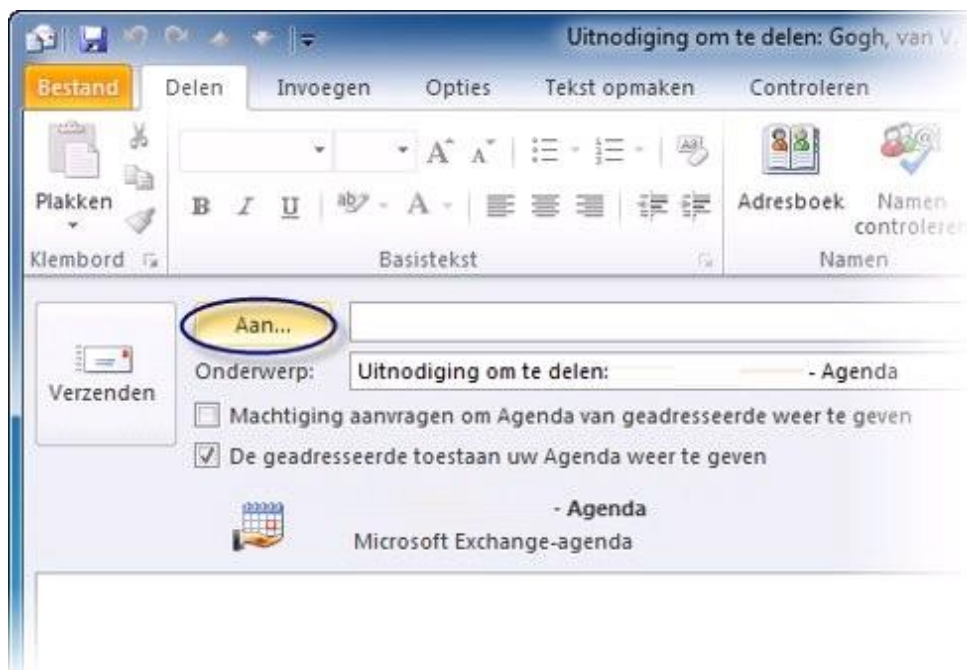 Uitnodiging om te delen: Gogh, van V.
Bestand Delen Invoegen Opties Tekst opmaken Controleren
Plakken
Klembord
B I U
Basistekst
Adresboek
Namen controleren
Namen
Verzenden
Aan...
Onderwerp: Uitnodiging om te delen: - Agenda
Machtiging aanvragen om Agenda van geadresseerde weer te geven
De geadresseerde toestaan uw Agenda weer te geven
- Agenda
Microsoft Exchange-agenda